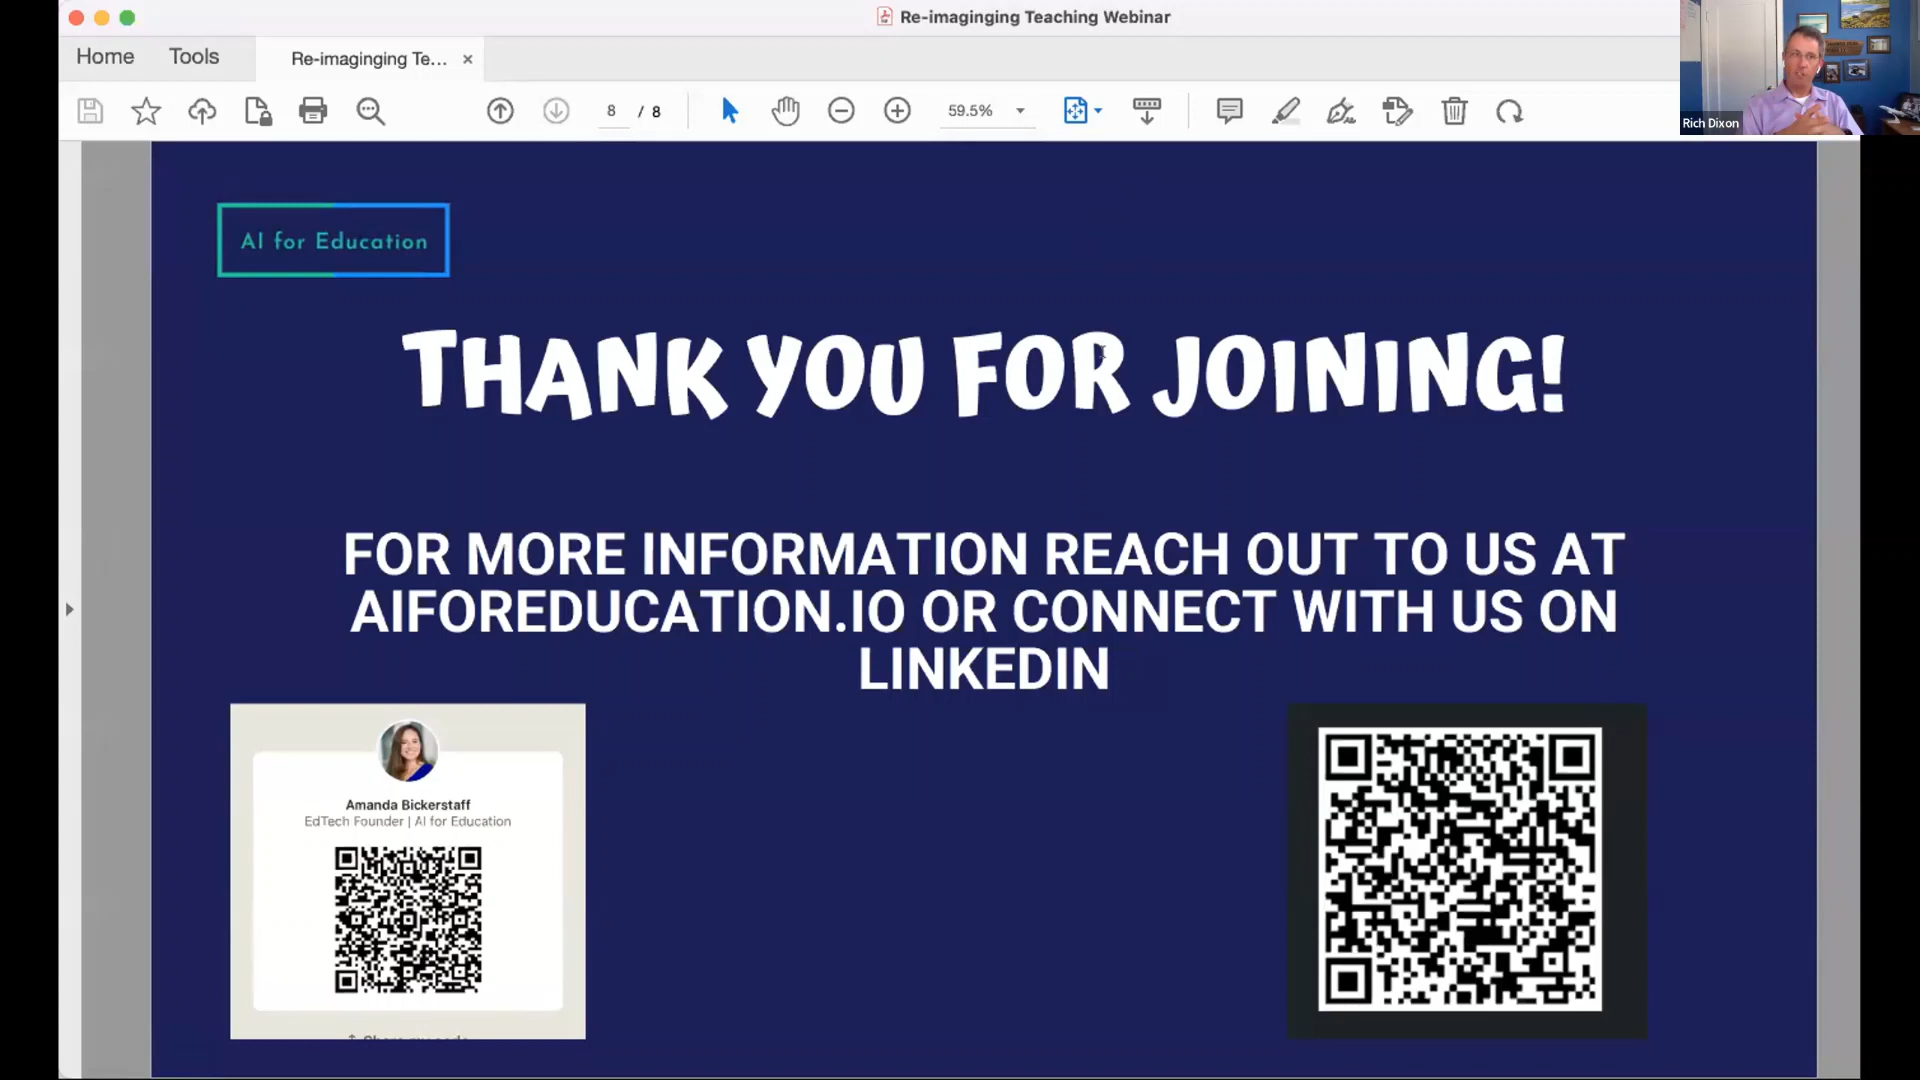 Re-imaginging Teaching Webinar
Home
Tools
Re-imaginging Te...
8 / 8
59.5%
Rich Dixon
AI for Education
THANK YOU FOR JOINING!
FOR MORE INFORMATION REACH OUT TO US AT
AIFOREDUCATION.IO OR CONNECT WITH US ON
LINKEDIN
Amanda Bickerstaff
EdTech Founder | AI for Education